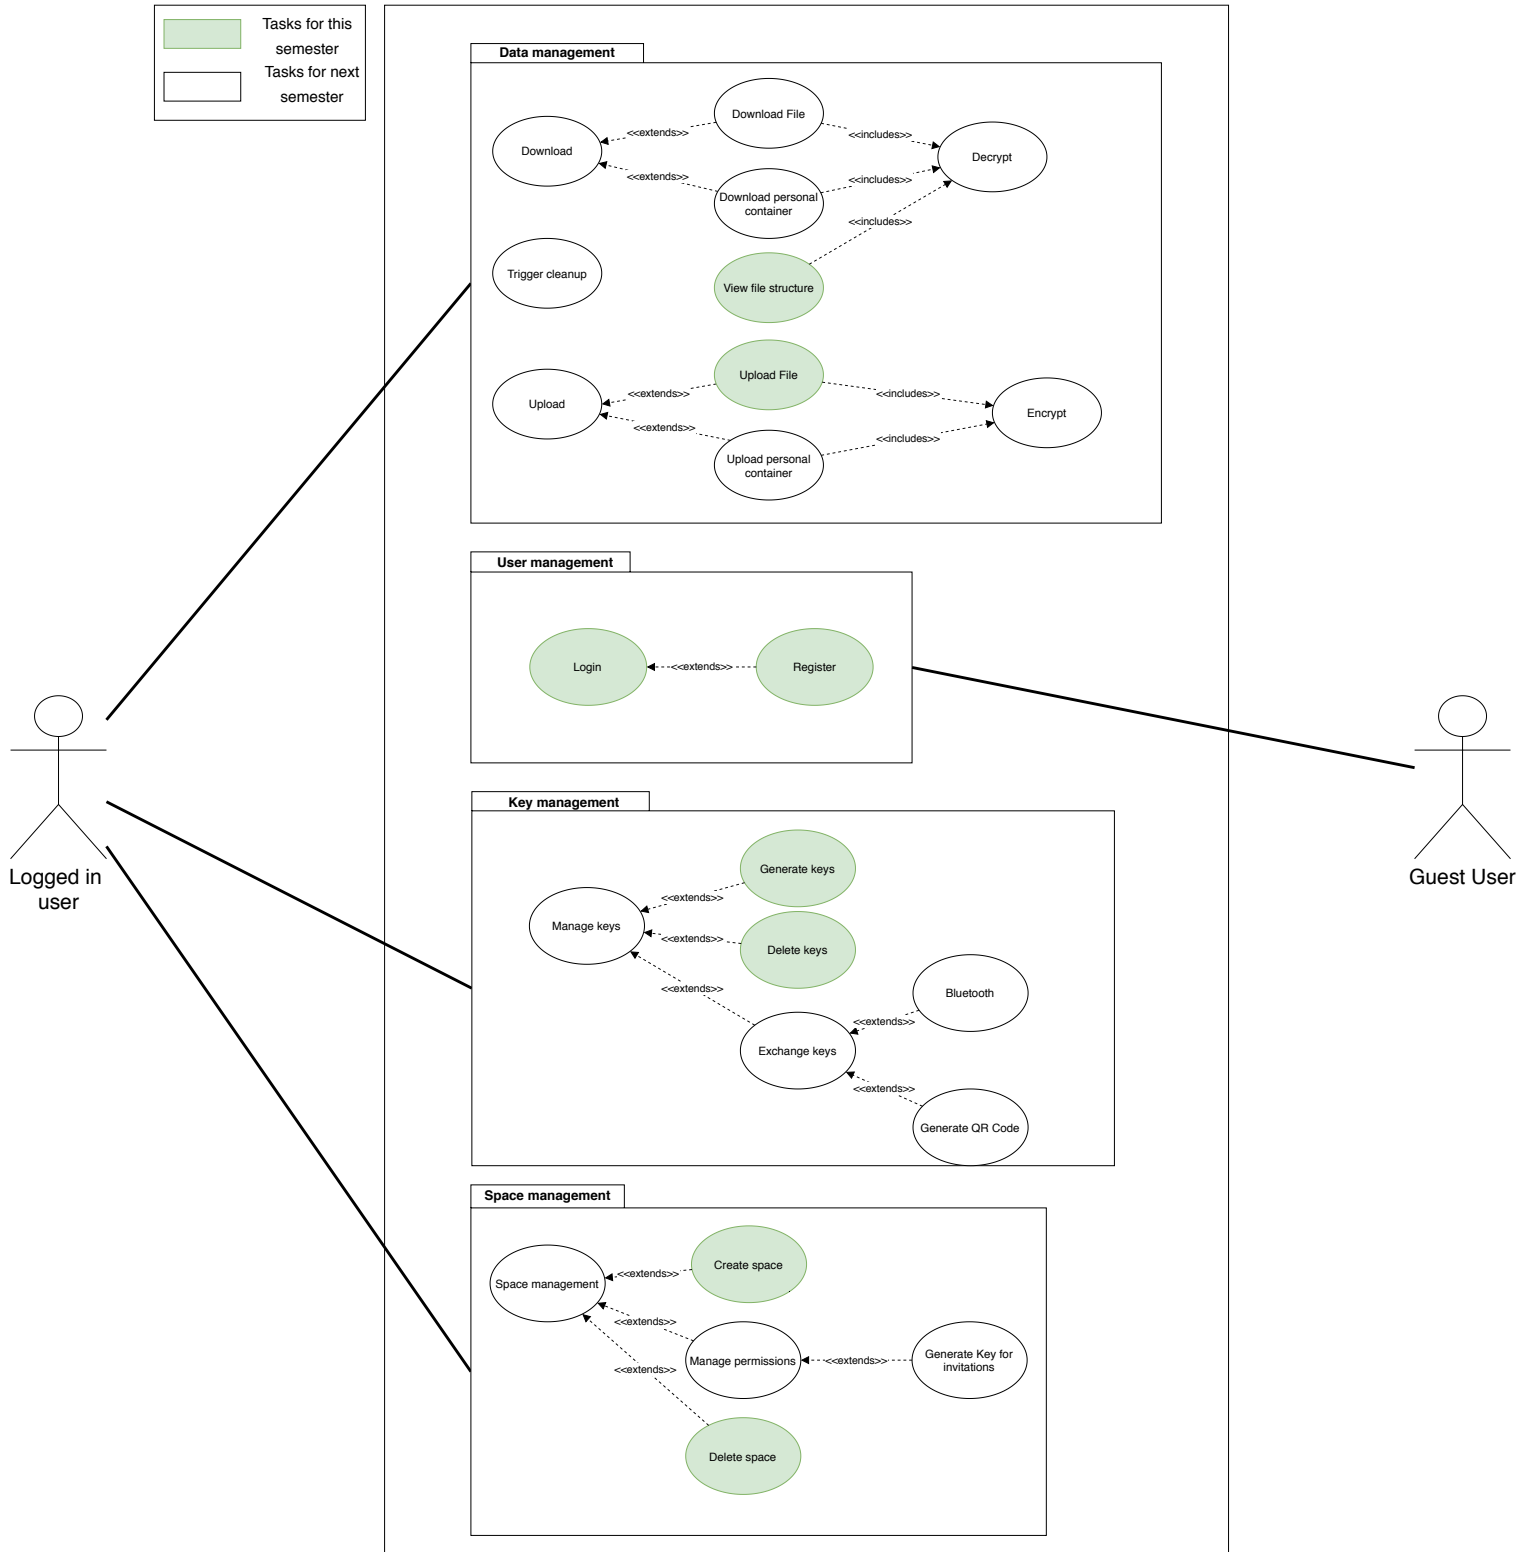 Tasks for this
semester
Tasks for next
semester
Data management
Download File
<<extends>>
<<includes>>
Download
Decrypt
<<extends>>
<<includes>>
Download personal
container
<<includes>>
Trigger cleanup
View file structure
Upload File
<<extends>>
<<includes>>
Upload
Encrypt
<<extends>>
<<includes>>
Upload personal
container
User management
Login
<<extends>>
Register
Logged in
user
Guest User
Key management
Generate keys
<<extends>>
Manage keys
<<extends>>
Delete keys
<<extends>>
Bluetooth
<<extends>>
Exchange keys
<<extends>>
Generate QR Code
Space management
Create space
<<extends>>
Space management
<<extends>>
Manage permissions
<<extends>>
Generate Key for
invitations
<<extends>>
Delete space